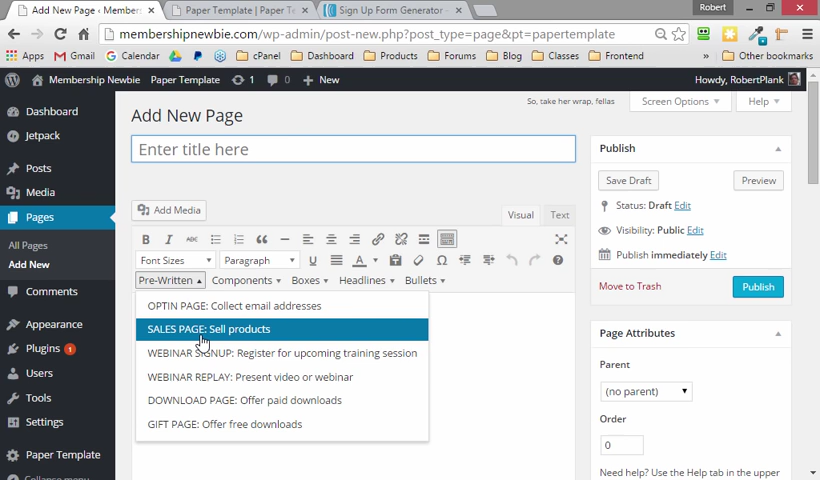 Add New Page ‹ Membersh
Paper Template | Paper Te
Sign Up Form Generator -
Robert
membershipnewbie.com/wp-admin/post-new.php?post_type=page&pt=papertemplate
Apps
Gmail
Calendar
cPanel
Dashboard
Products
Forums
Blog
Classes
Frontend
»
Other bookmarks
Membership Newbie
Paper Template
1
0
+ New
Howdy, RobertPlank
Dashboard
Jetpack
Posts
Media
Pages
All Pages
Add New
Comments
Appearance
Plugins 1
Users
Tools
Settings
Paper Template
Collapse menu
So, take her wrap, fellas
Screen Options
Help
Add New Page
Enter title here
Add Media
Visual
Text
B I ABC
Font Sizes
Paragraph
U
A
Ω
Pre-Written
Components
Boxes
Headlines
Bullets
OPTIN PAGE: Collect email addresses
SALES PAGE: Sell products
WEBINAR SIGNUP: Register for upcoming training session
WEBINAR REPLAY: Present video or webinar
DOWNLOAD PAGE: Offer paid downloads
GIFT PAGE: Offer free downloads
Publish
Save Draft
Preview
Status: Draft Edit
Visibility: Public Edit
Publish immediately Edit
Move to Trash
Publish
Page Attributes
Parent
(no parent)
Order
0
Need help? Use the Help tab in the upper